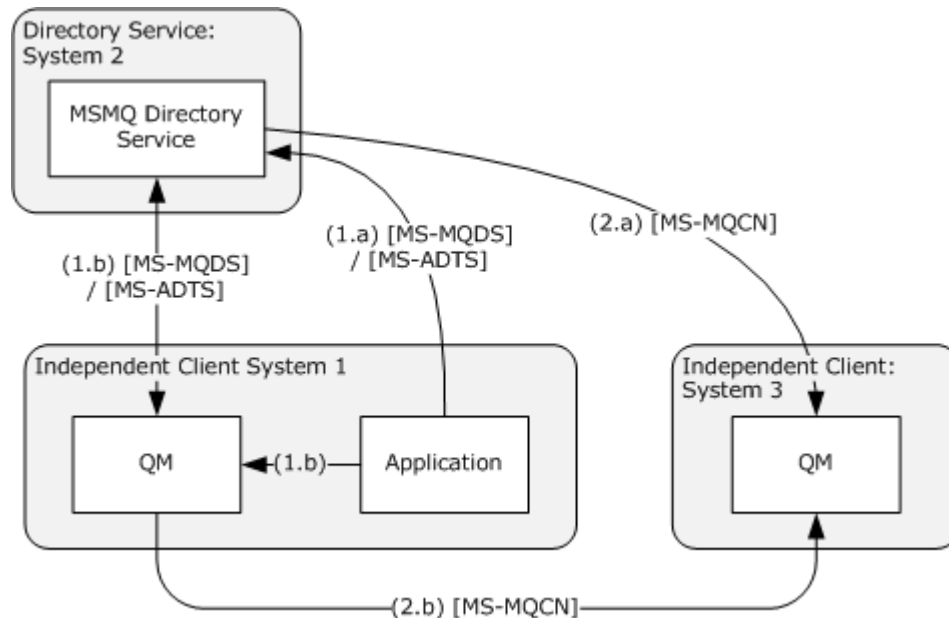 Directory Service:
System 2
MSMQ Directory
Service
(2.a) [MS-MQCN]
(1.a) [MS-MQDS]
/ [MS-ADTS]
(1.b) [MS-MQDS]
/ [MS-ADTS]
Independent Client System 1
QM
(1.b)
Application
Independent Client:
System 3
QM
(2.b) [MS-MQCN]